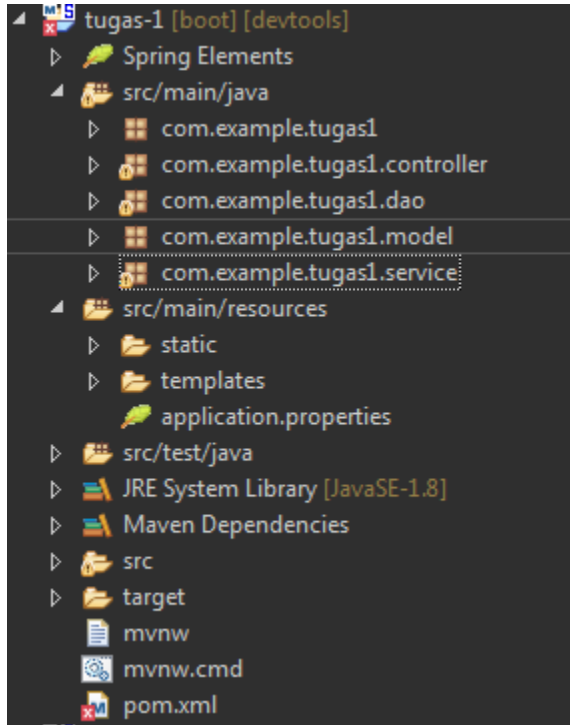 tugas-1 [boot] [devtools]
Spring Elements
src/main/java
com.example.tugas1
com.example.tugas1.controller
com.example.tugas1.dao
com.example.tugas1.model
com.example.tugas1.service
src/main/resources
static
templates
application.properties
src/test/java
JRE System Library [JavaSE-1.8]
Maven Dependencies
src
target
mvnw
mvnw.cmd
pom.xml